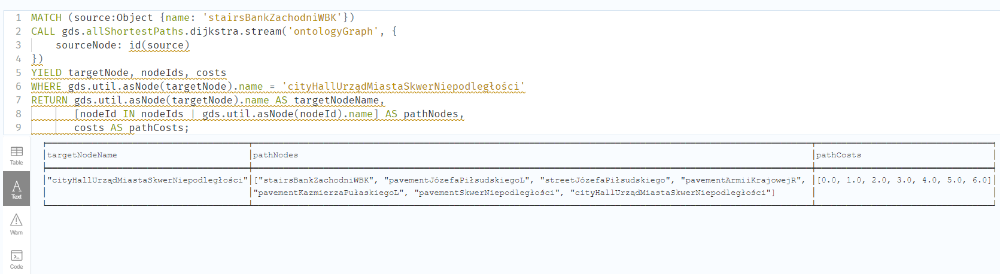 1 MATCH (source:Object {name: 'stairsBankZachodniWBK'})
2 CALL gds.allShortestPaths.dijkstra.stream('ontologyGraph', {
3     sourceNode: id(source)
4 })
5 YIELD targetNode, nodeIds, costs
6 WHERE gds.util.asNode(targetNode).name = 'cityHallUrządMiastaSkwerNiepodległości'
7 RETURN gds.util.asNode(targetNode).name AS targetNodeName,
8        [nodeId IN nodeIds | gds.util.asNode(nodeId).name] AS pathNodes,
9        costs AS pathCosts;
Table
Text
Warn
Code
targetNodeName pathNodes pathCosts
"cityHallUrządMiastaSkwerNiepodległości" ["stairsBankZachodniWBK", "pavementJózefaPiłsudskiegoL", "streetJózefaPiłsudskiego", "pavementArmiiKrajowejR", [0.0, 1.0, 2.0, 3.0, 4.0, 5.0, 6.0]
"pavementKazmierzaPułaskiegoL", "pavementSkwerNiepodległości", "cityHallUrządMiastaSkwerNiepodległości"]